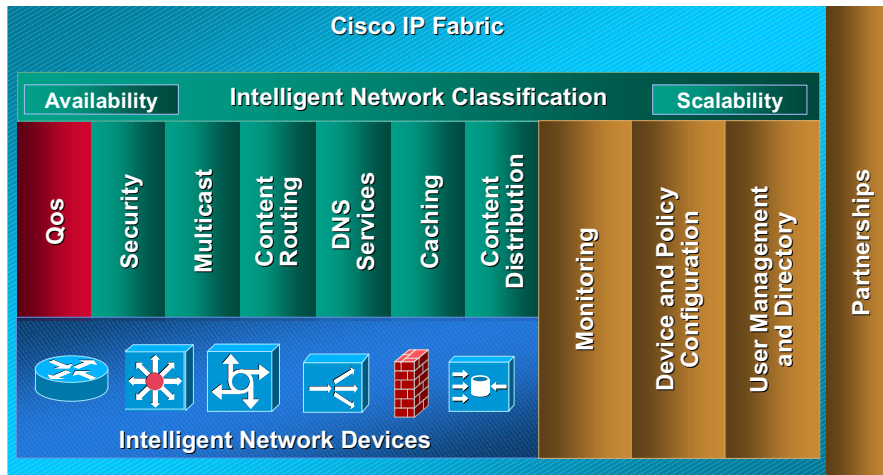 Cisco IP Fabric
Availability
Intelligent Network Classification
Scalability
Qos
Security
Multicast
Content
Routing
DNS
Services
Caching
Content
Distribution
Monitoring
Device and Policy
Configuration
User Management
and Directory
Partnerships
Intelligent Network Devices